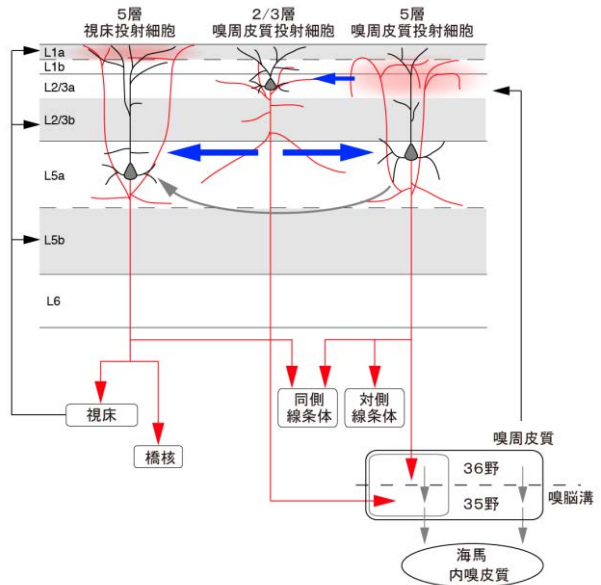 5層
視床投射細胞
2/3層
嗅周皮質投射細胞
5層
嗅周皮質投射細胞
L1a
L1b
L2/3a
L2/3b
L5a
L5b
L6
視床
橋核
同側
線条体
対側
線条体
嗅周皮質
36野
35野
嗅脳溝
海馬
内嗅皮質